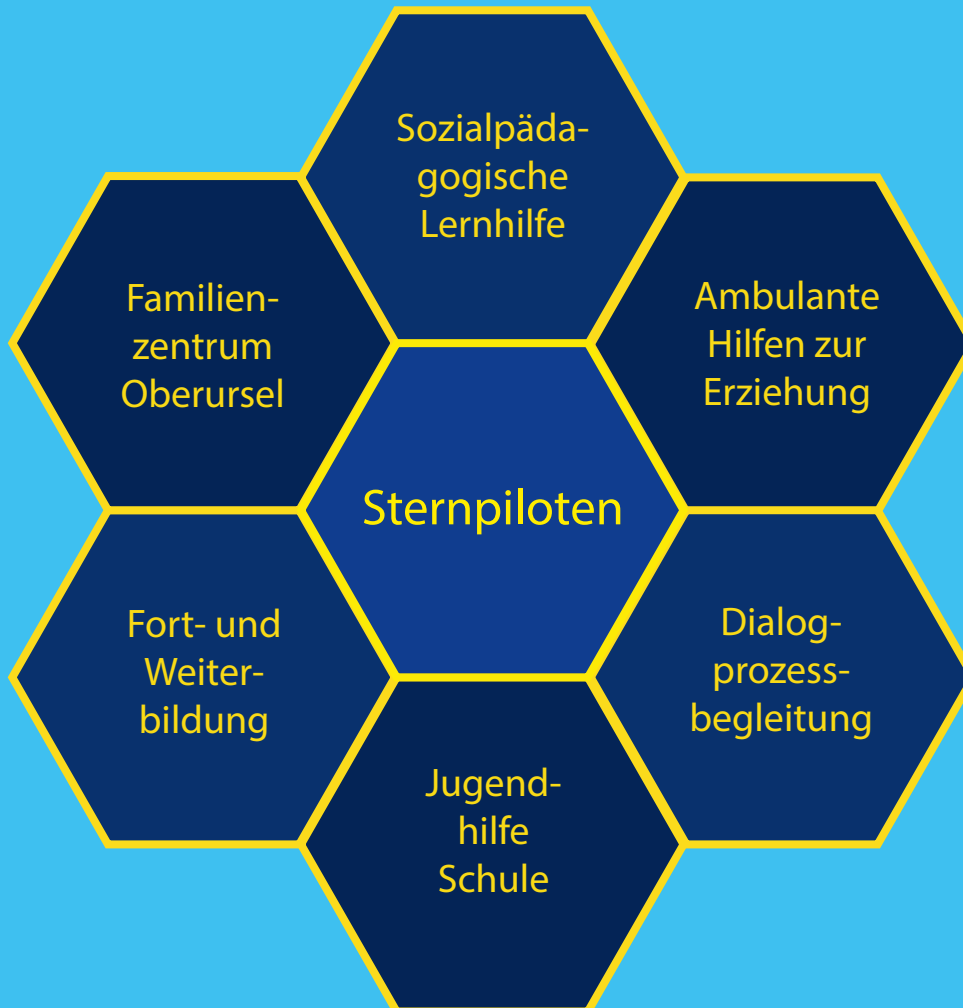 Sozialpäda-
gogische
Lernhilfe
Familien-
zentrum
Oberursel
Ambulante
Hilfen zur
Erziehung
Sternpiloten
Fort- und
Weiter-
bildung
Dialog-
prozess-
begleitung
Jugend-
hilfe
Schule